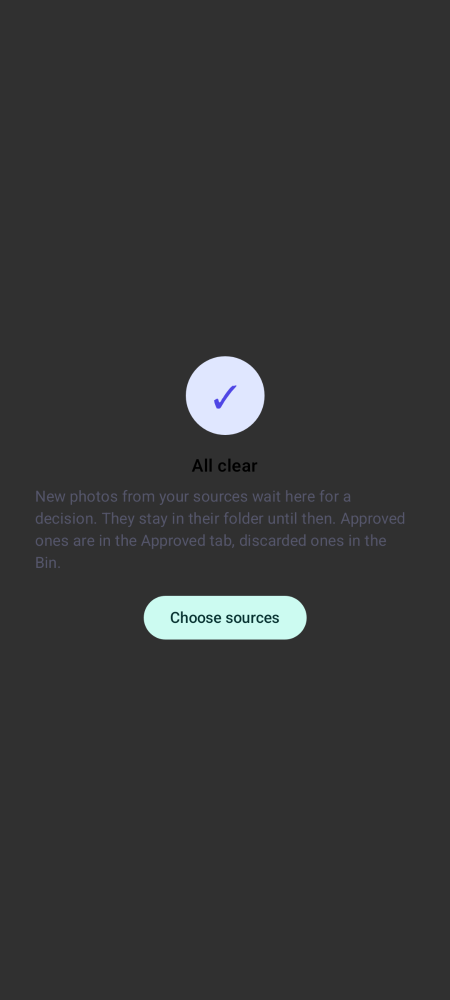 ✓
All clear
New photos from your sources wait here for a
decision. They stay in their folder until then. Approved
ones are in the Approved tab, discarded ones in the
Bin.
Choose sources